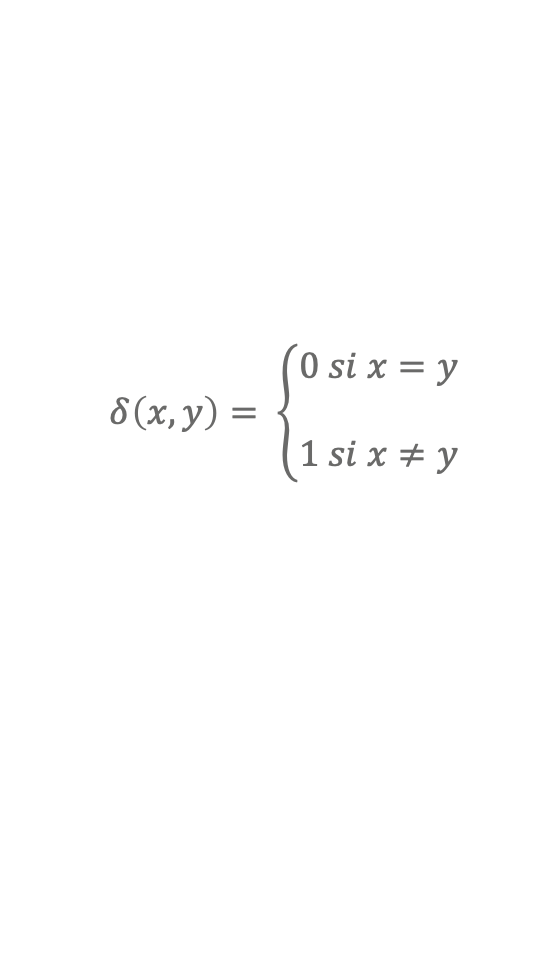 0 si x = y
δ(x, y) =
1 si x ≠ y